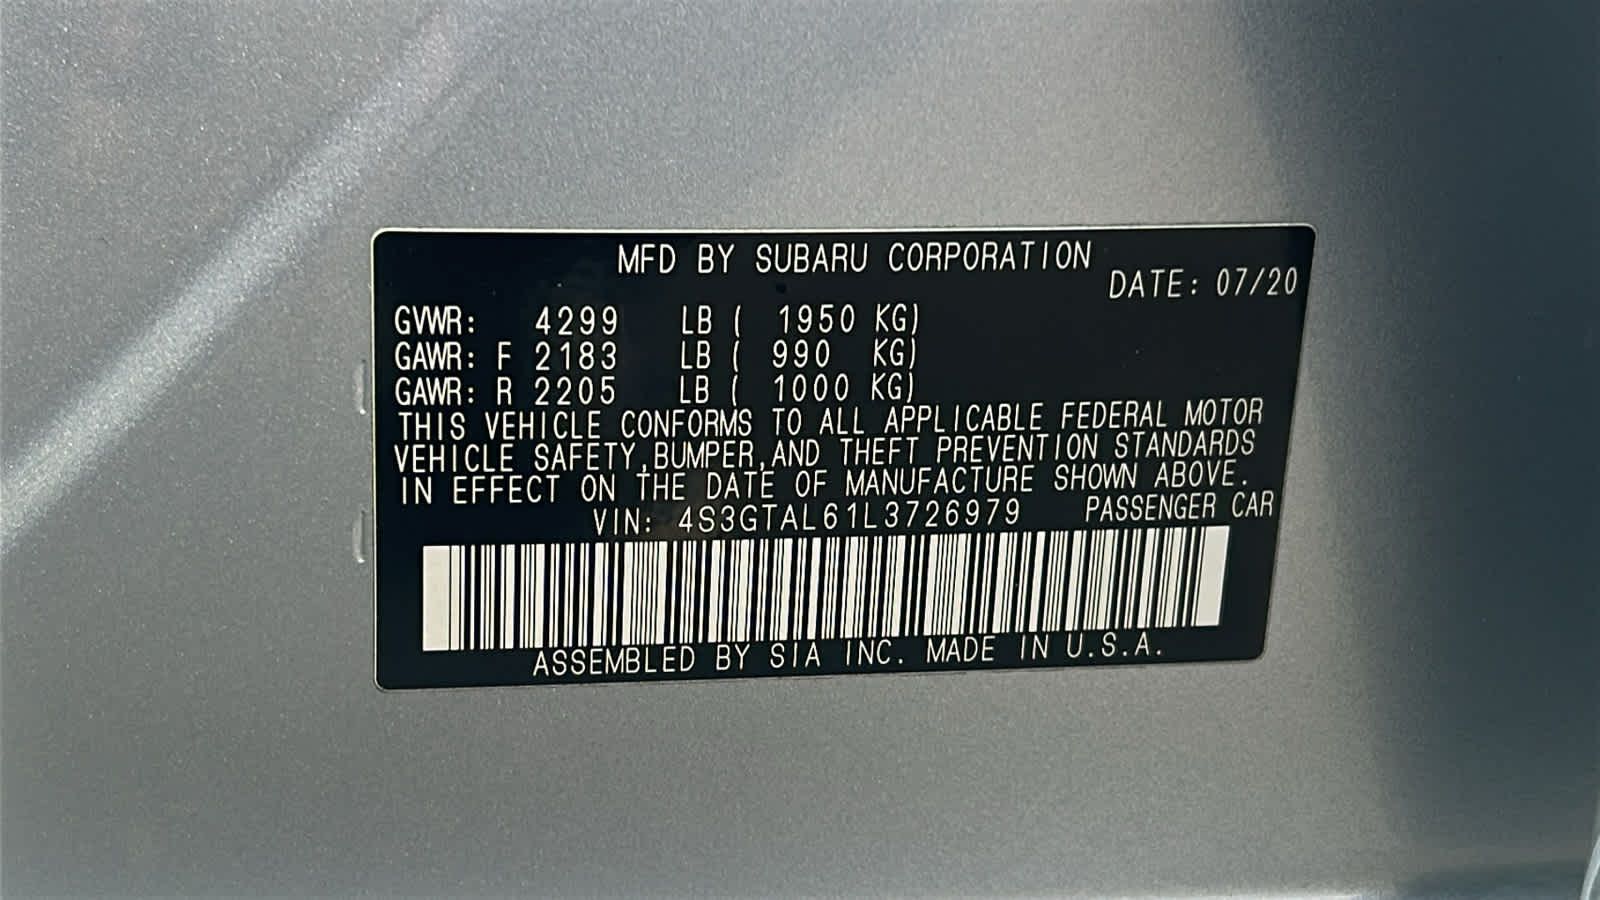 MFD BY SUBARU CORPORATION
DATE: 07/20
GVWR: 4299 LB ( 1950 KG)
GAWR: F 2183 LB ( 990 KG)
GAWR: R 2205 LB ( 1000 KG)
THIS VEHICLE CONFORMS TO ALL APPLICABLE FEDERAL MOTOR
VEHICLE SAFETY,BUMPER,AND THEFT PREVENTION STANDARDS
IN EFFECT ON THE DATE OF MANUFACTURE SHOWN ABOVE.
VIN: 4S3GTAL61L3726979 PASSENGER CAR
ASSEMBLED BY SIA INC. MADE IN U.S.A.